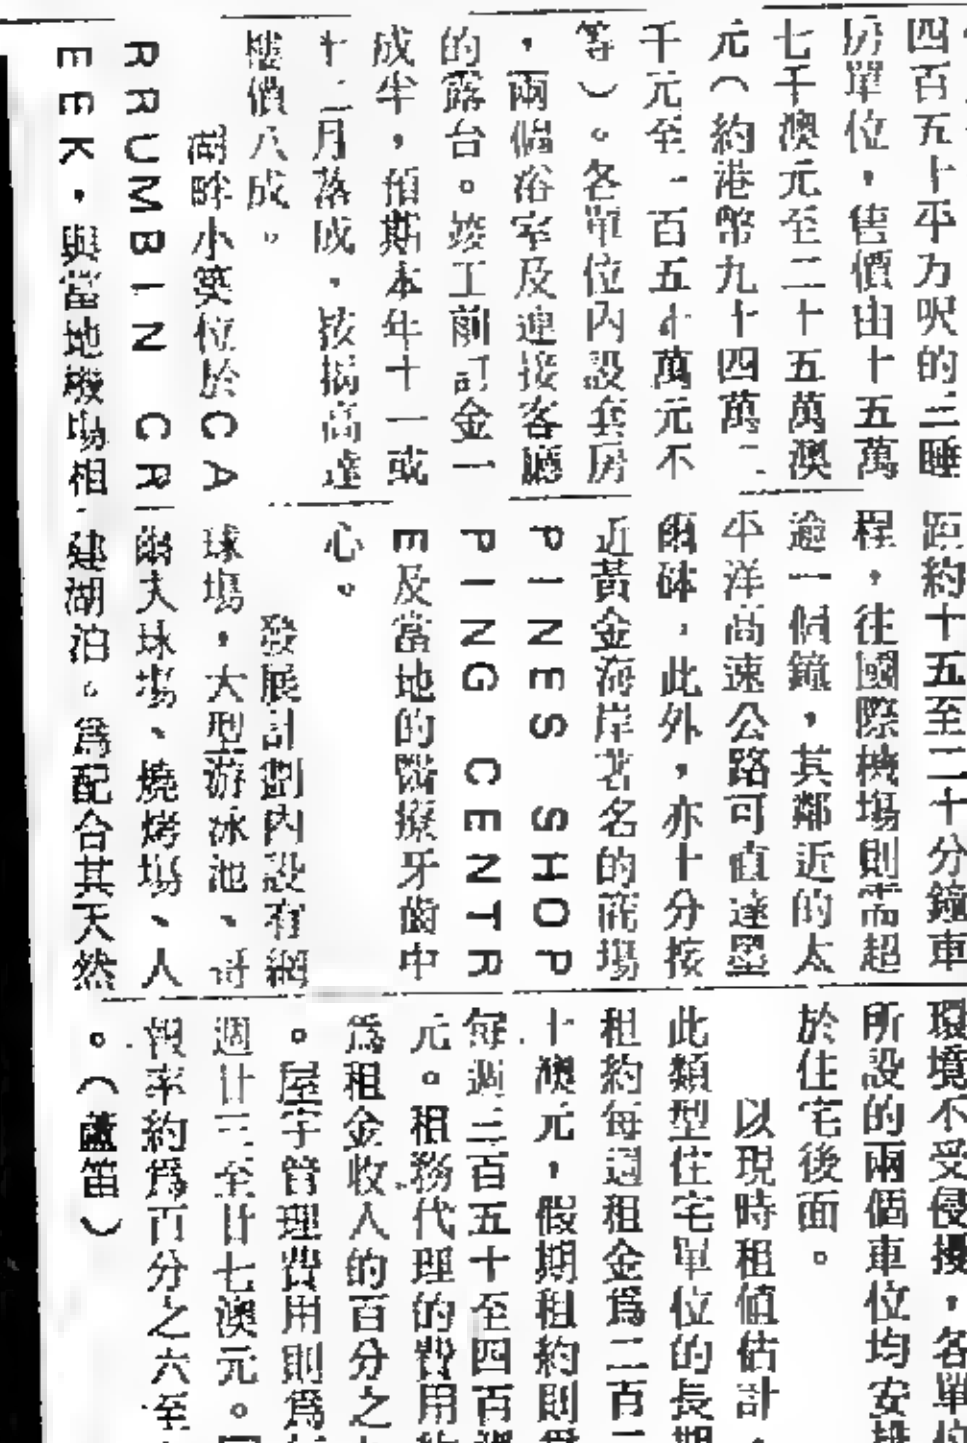 四百五十平方呎的三睡
房單位，售價由十五萬
七千澳元至二十五萬澳
元（約港幣九十四萬二
千元至一百五十萬元不
等）。各單位內設套房
，兩個浴室及連接客廳
的露台。竣工前訂金一
成半，預期本年十一或
十二月落成，按揭高達
樓價八成。
湖畔小築位於CA
RRUMBIN CR
EEK，與當地機場相
距約十五至二十分鐘車
程，往國際機場則需超
逾一個鐘，其鄰近的太
平洋高速公路可直達墨
爾砵，此外，亦十分接
近黃金海岸著名的商場
PINES SHOP
PING CENTR
E及當地的醫療牙齒中
心。
發展計劃內設有網
球場，大型游泳池、哥
爾夫球場、燒烤場、人
建湖泊。為配合其天然
環境不受侵擾，各單位
所設的兩個車位均安
於住宅後面。
以現時租値估計，
此類型住宅單位的長期
租約每週租金為二百二
十澳元，假期租約則
每週三百五十至四百
元。租務代理的費用
為租金收入的百分之
。屋宇管理費用則為
週廿三至廿七澳元。
報率約為百分之六至
。（蘆笛）